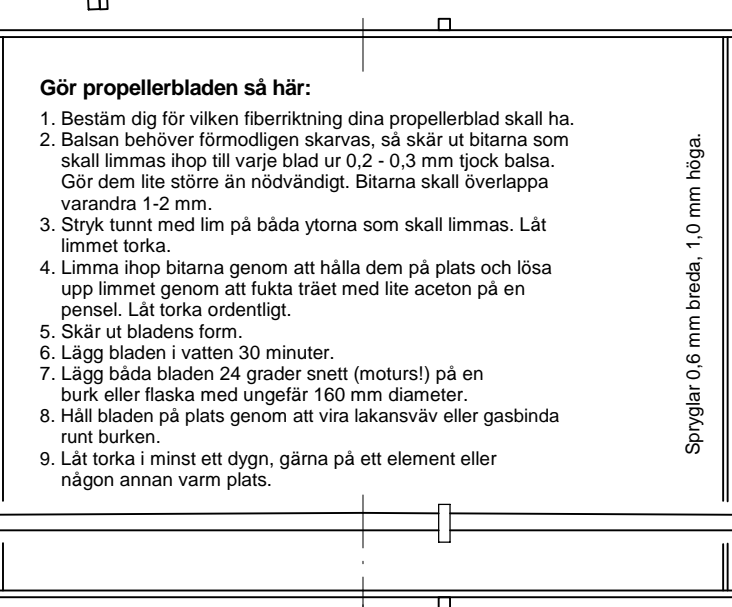 Gör propellerbladen så här:
1. Bestäm dig för vilken fiberriktning dina propellerblad skall ha.
2. Balsan behöver förmodligen skarvas, så skär ut bitarna som
skall limmas ihop till varje blad ur 0,2 - 0,3 mm tjock balsa.
Gör dem lite större än nödvändigt. Bitarna skall överlappa
varandra 1-2 mm.
3. Stryk tunnt med lim på båda ytorna som skall limmas. Låt
limmet torka.
4. Limma ihop bitarna genom att hålla dem på plats och lösa
upp limmet genom att fukta träet med lite aceton på en
pensel. Låt torka ordentligt.
5. Skär ut bladens form.
6. Lägg bladen i vatten 30 minuter.
7. Lägg båda bladen 24 grader snett (moturs!) på en
burk eller flaska med ungefär 160 mm diameter.
8. Håll bladen på plats genom att vira lakansväv eller gasbinda
runt burken.
9. Låt torka i minst ett dygn, gärna på ett element eller
någon annan varm plats.
Spryglar 0,6 mm breda, 1,0 mm höga.